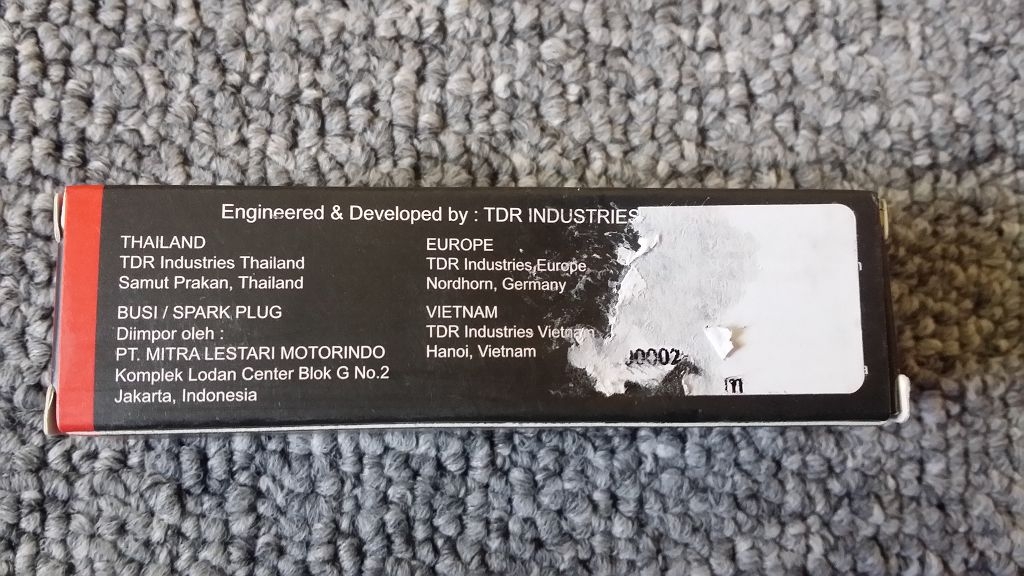 Engineered & Developed by : TDR INDUSTRIES
THAILAND
TDR Industries Thailand
Samut Prakan, Thailand
BUSI / SPARK PLUG
Diimpor oleh :
PT. MITRA LESTARI MOTORINDO
Komplek Lodan Center Blok G No.2
Jakarta, Indonesia
EUROPE
TDR Industries Europe
Nordhorn, Germany
VIETNAM
TDR Industries Vietnam
Hanoi, Vietnam
0002